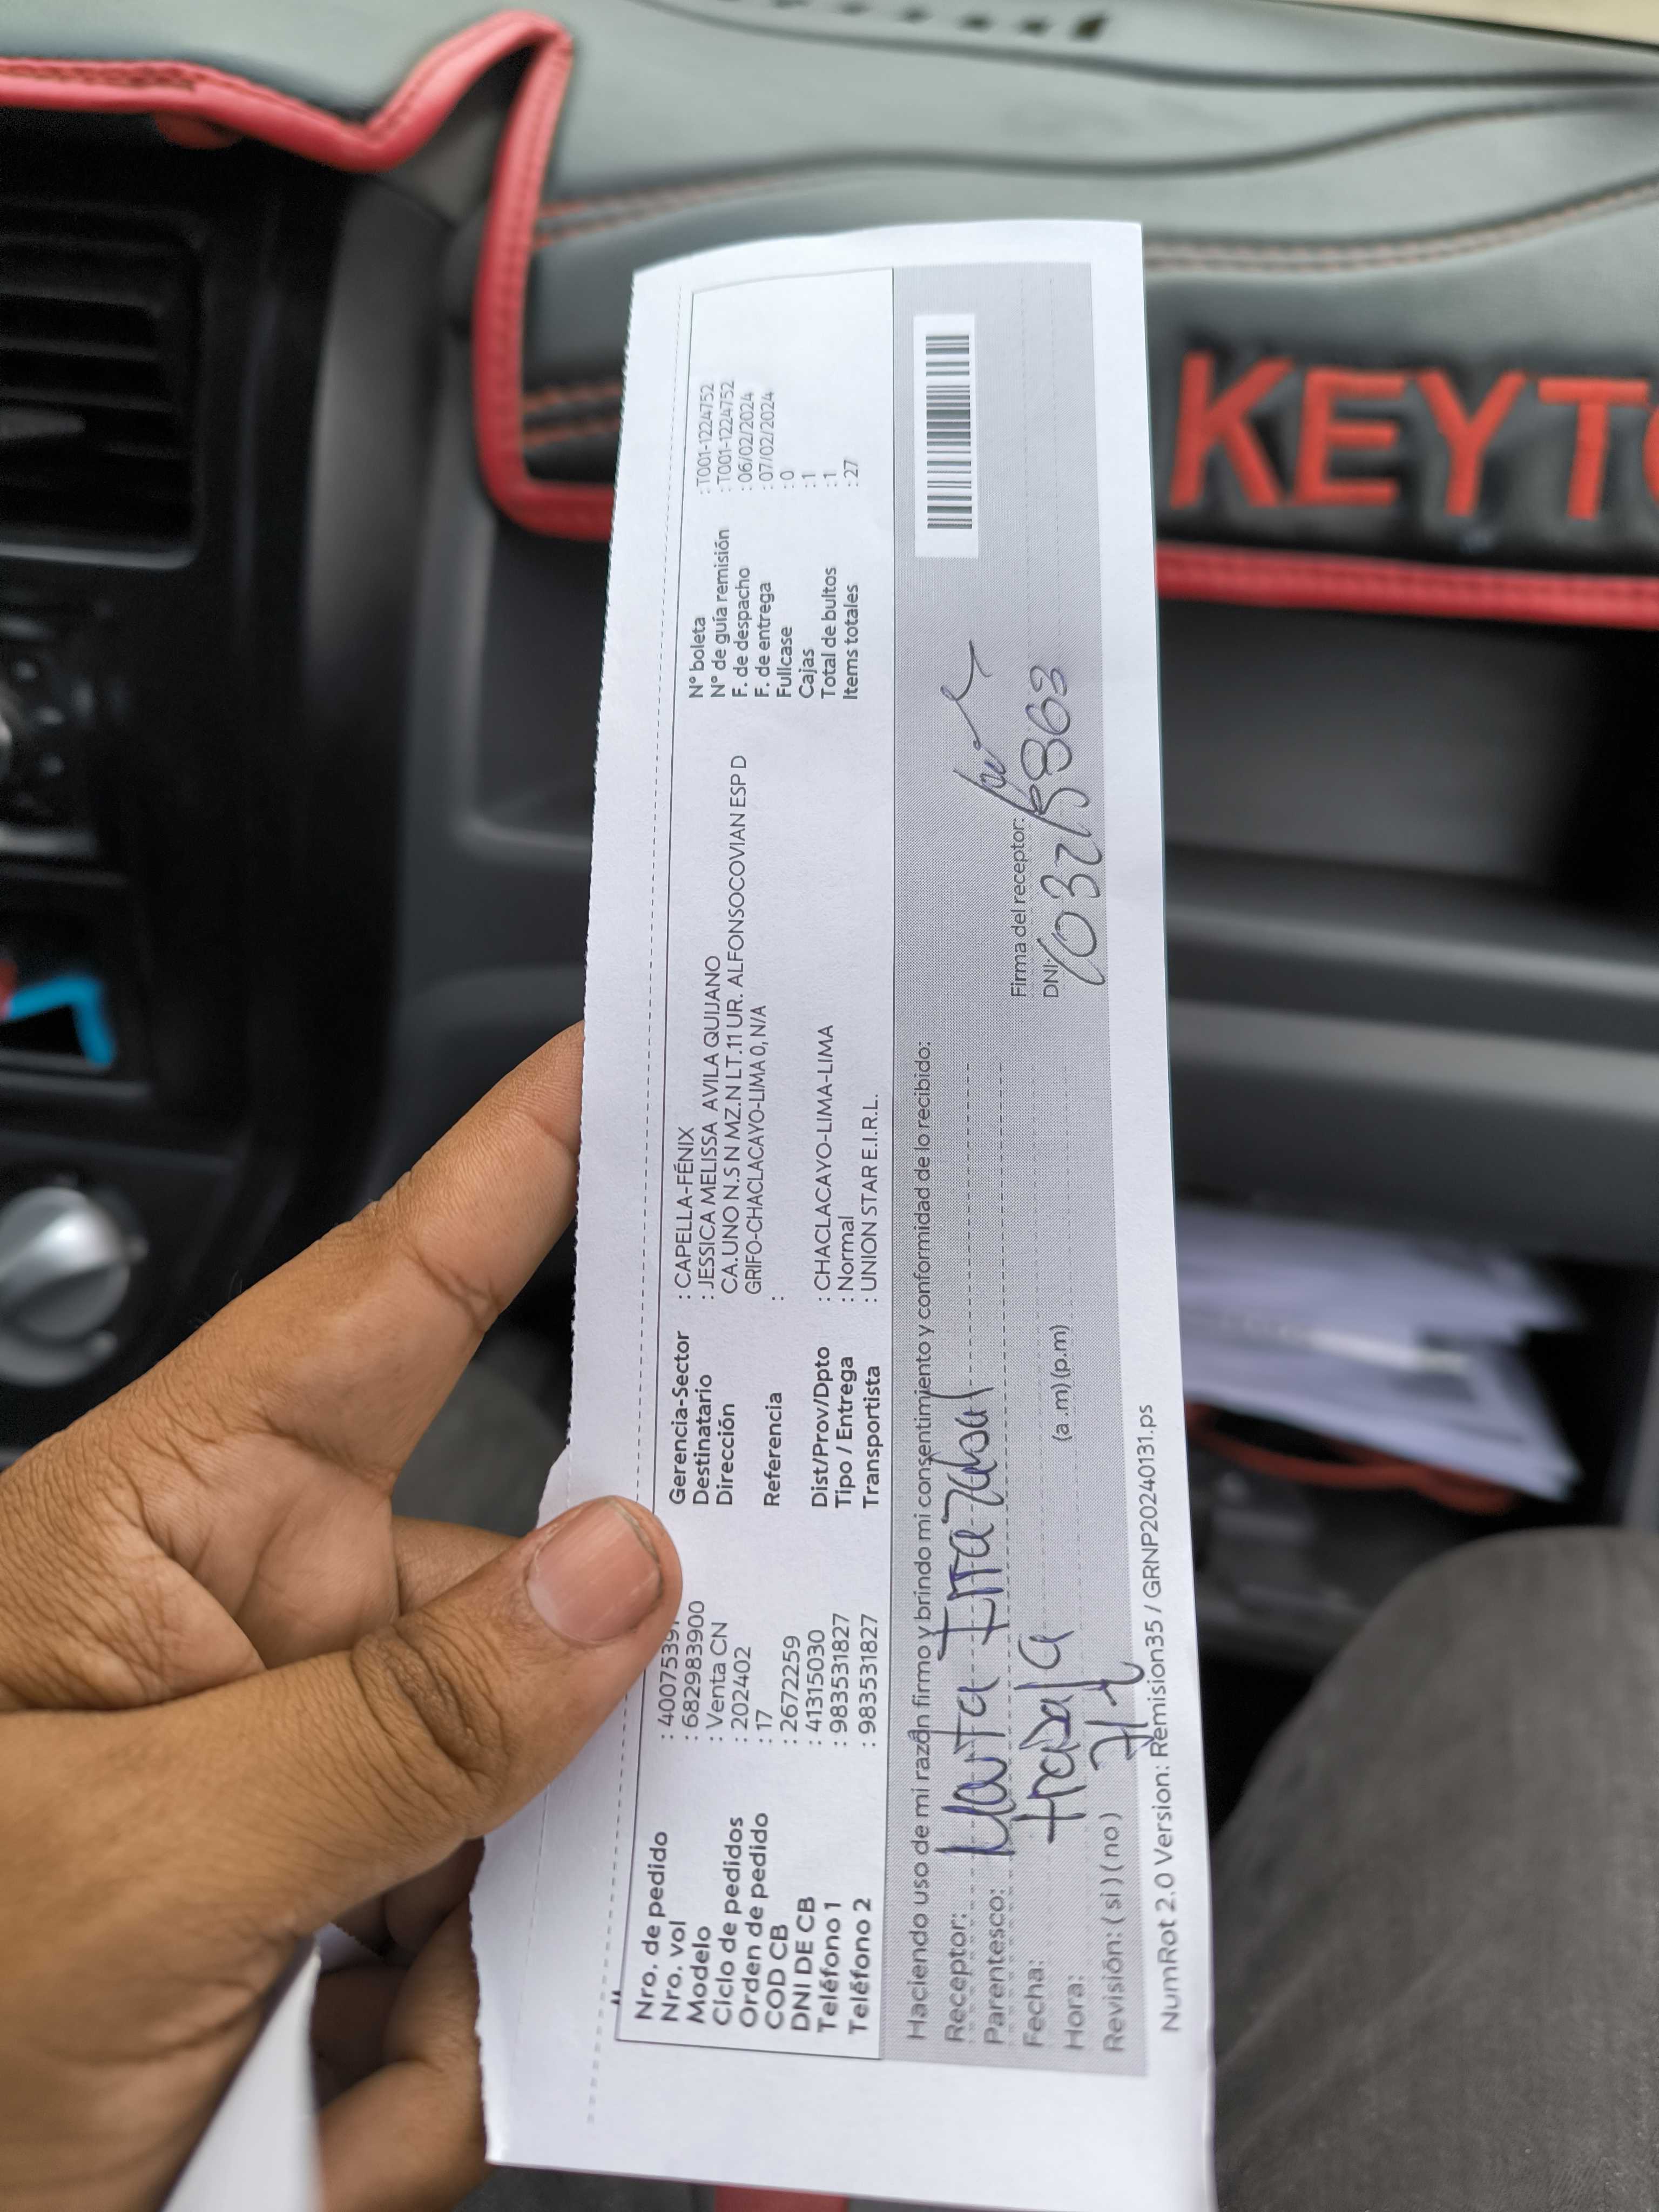 Nro. de pedido : 40075391
Nro. vol : 682983900
Modelo : Venta CN
Ciclo de pedidos : 202402
Orden de pedido : 17
COD CB : 2672259
DNI DE CB : 41315030
Teléfono 1 : 983531827
Teléfono 2 : 983531827
Gerencia-Sector : CAPELLA-FÉNIX
Destinatario : JESSICA MELISSA AVILA QUIJANO
Dirección CA.UNO N.S N MZ.N LT.11 UR. ALFONSOCOVIAN ESP D
GRIFO-CHACLACAYO-LIMA 0, N/A
Referencia :
Dist/Prov/Dpto : CHACLACAYO-LIMA-LIMA
Tipo / Entrega : Normal
Transportista : UNION STAR E.I.R.L.
N° boleta : T001-1224752
N° de guía remisión : T001-1224752
F. de despacho : 06/02/2024
F. de entrega : 07/02/2024
Fullcase : 0
Cajas : 1
Total de bultos : 1
Items totales : 27
Haciendo uso de mi razón firmo y brindo mi consentimiento y conformidad de lo recibido:
Receptor: Marta Irrazabal
Parentesco:
Fecha:
Hora: (a .m) (p.m)
Revisión: ( si ) ( no )
Firma del receptor:
DNI:
NumRot 2.0 Version: Remision35 / GRNP20240131.ps
KEYT